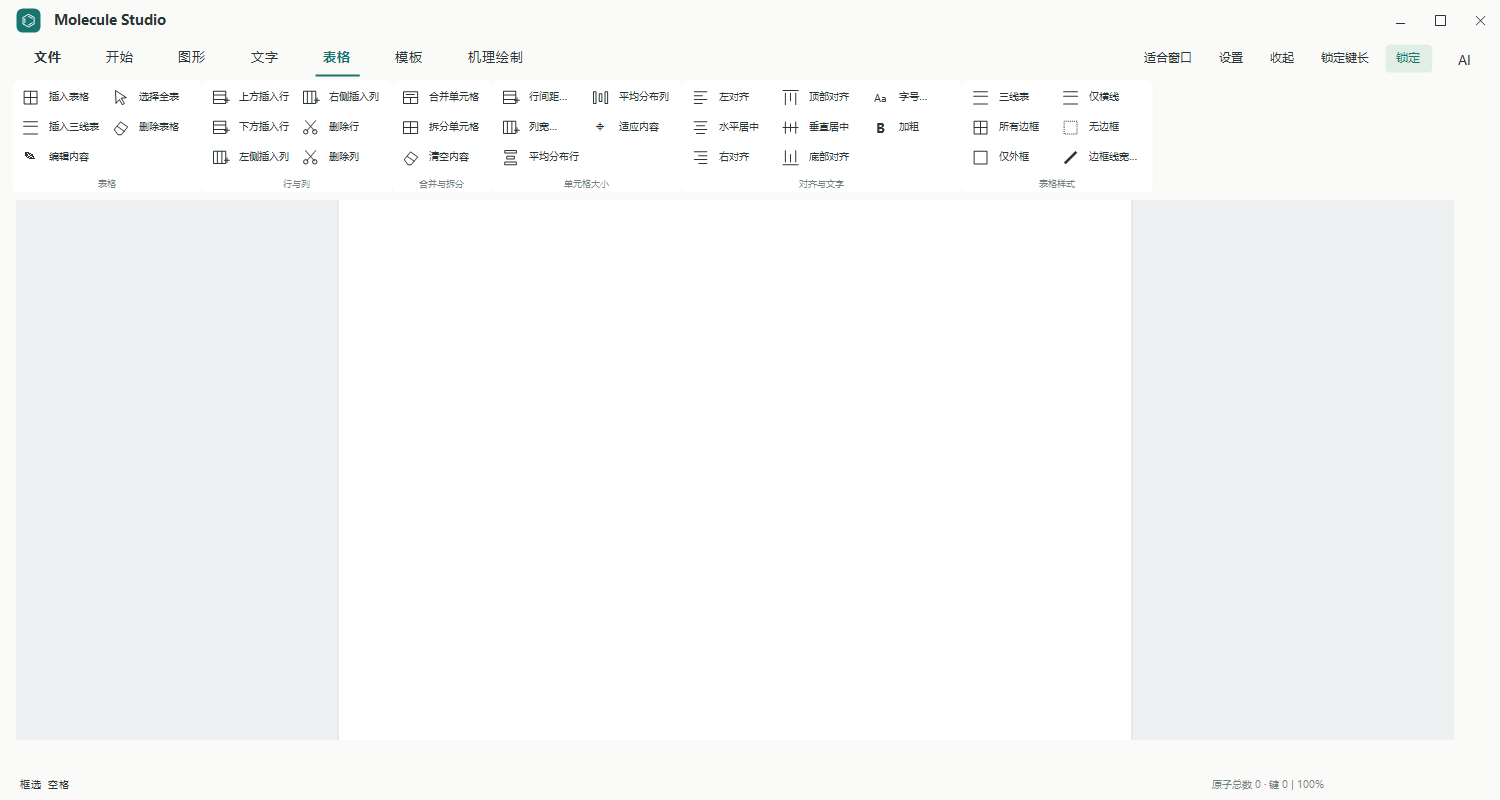 Molecule Studio
文件 开始 图形 文字 表格 模板 机理绘制 适合窗口 设置 收起 锁定键长 锁定 AI
插入表格 选择全表 上方插入行 右侧插入列 合并单元格 行间距... 平均分布列 左对齐 顶部对齐 Aa 字号... 三线表 仅横线
插入三线表 删除表格 下方插入行 删除行 拆分单元格 列宽... 适应内容 水平居中 垂直居中 B 加粗 所有边框 无边框
编辑内容 左侧插入列 删除列 清空内容 平均分布行 右对齐 底部对齐 仅外框 边框线宽...
表格 行与列 合并与拆分 单元格大小 对齐与文字 表格样式
框选 空格 原子总数 0 · 键 0 | 100%